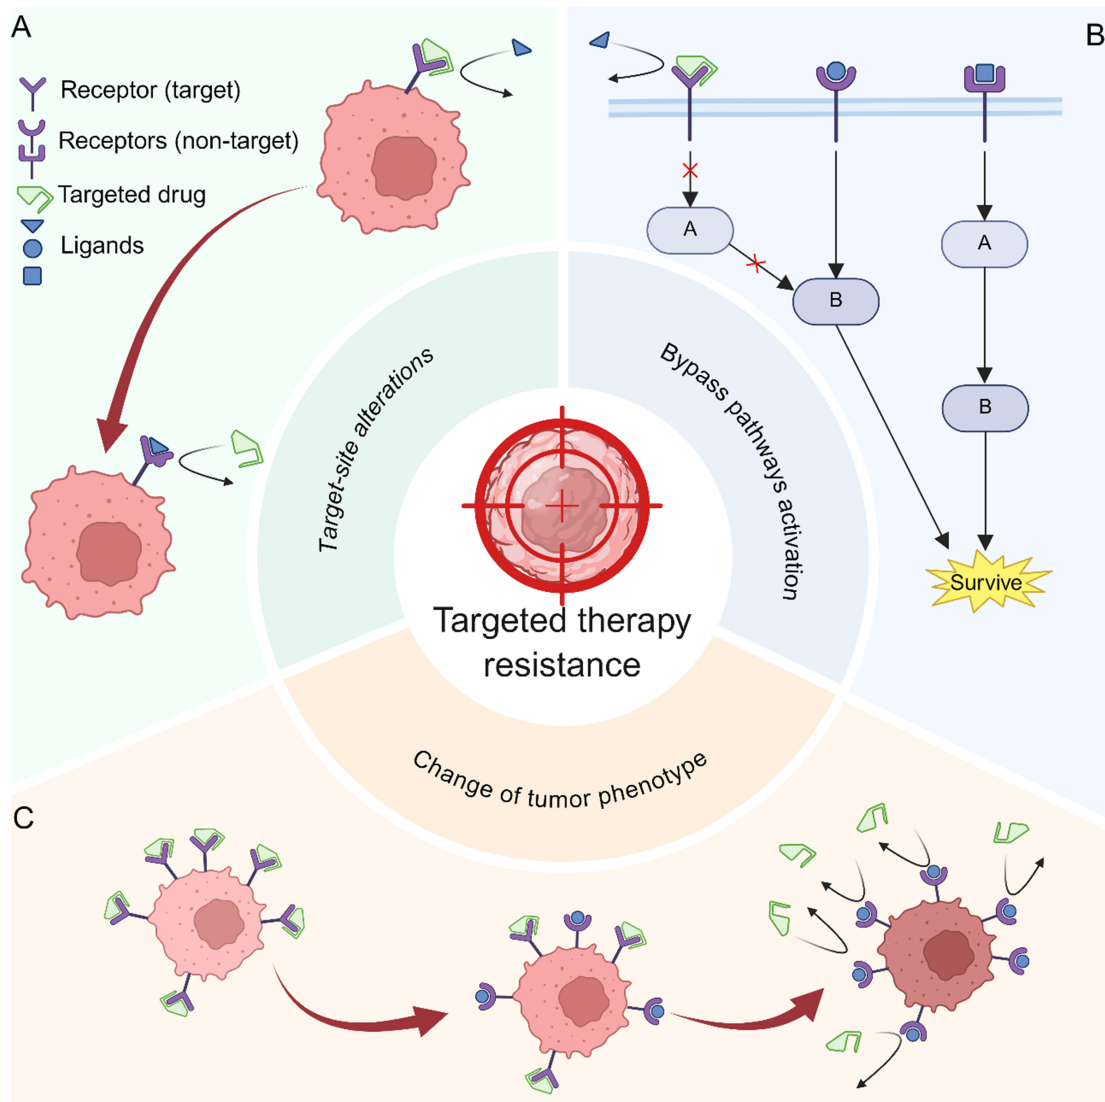 A
Receptor (target)
Receptors (non-target)
Targeted drug
Ligands
B
A
B
A
B
Survive
Target-site alterations
Bypass pathways activation
Targeted therapy
resistance
Change of tumor phenotype
C